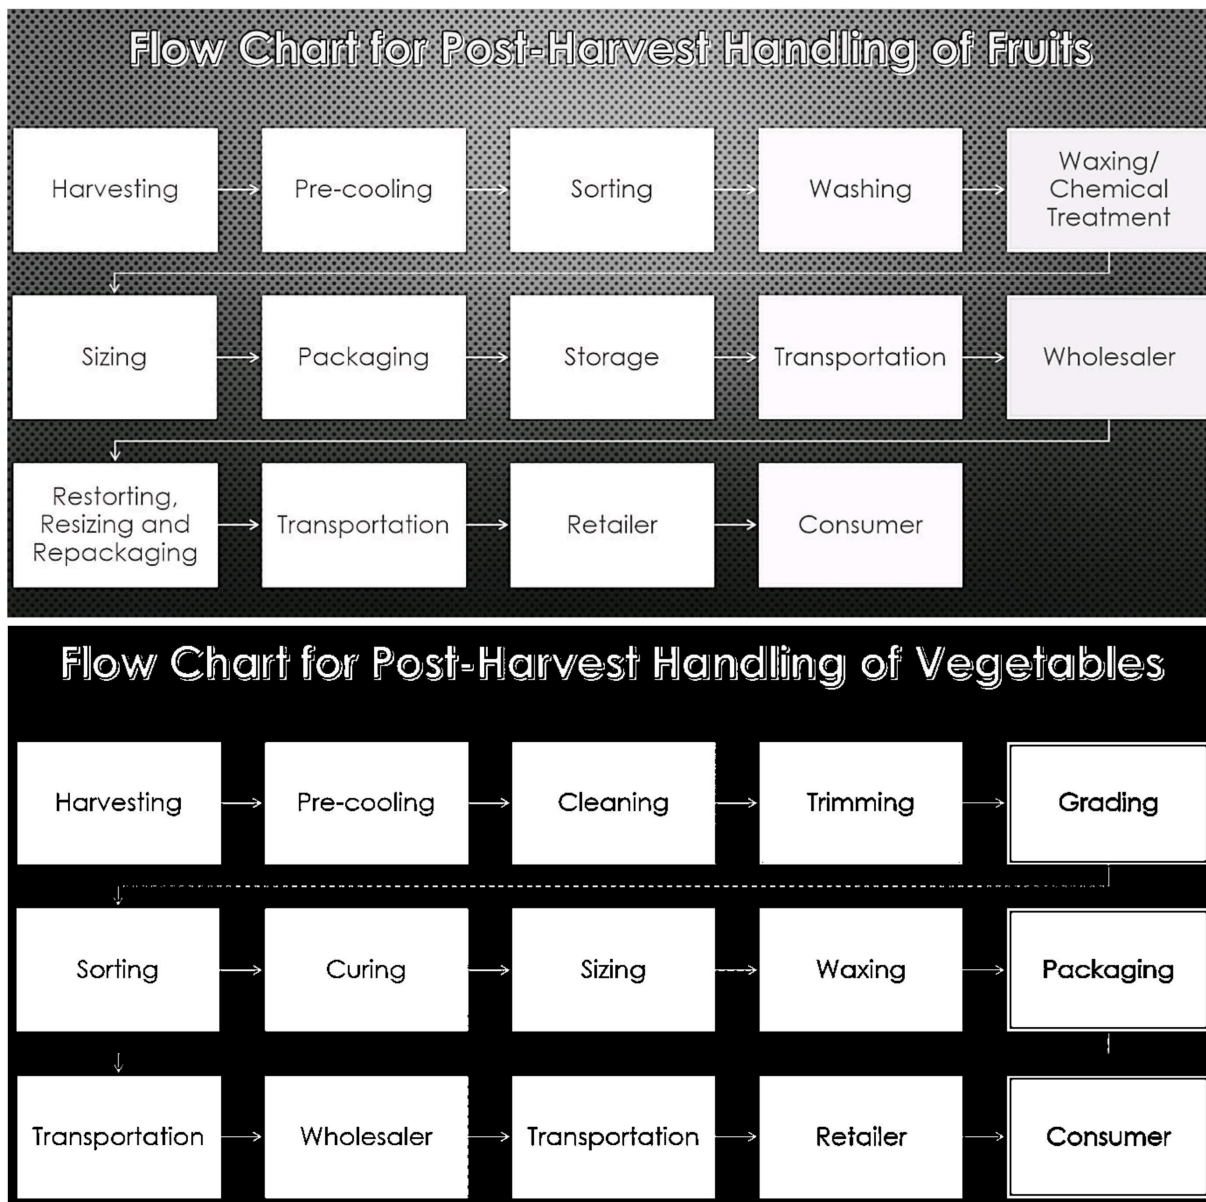 Flow Chart for Post-Harvest Handling of Fruits
Harvesting
Pre-cooling
Sorting
Washing
Waxing/
Chemical
Treatment
Sizing
Packaging
Storage
Transportation
Wholesaler
Restorting,
Resizing and
Repackaging
Transportation
Retailer
Consumer
Flow Chart for Post-Harvest Handling of Vegetables
Harvesting
Pre-cooling
Cleaning
Trimming
Grading
Sorting
Curing
Sizing
Waxing
Packaging
Transportation
Wholesaler
Transportation
Retailer
Consumer